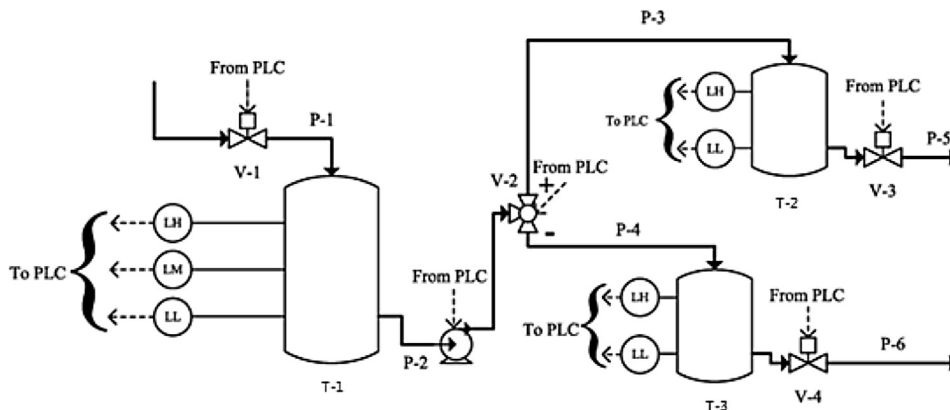 P-3
From PLC
P-1
V-1
LH
LL
To PLC
From PLC
P-5
V-3
T-2
V-2
+
From PLC
-
-
P-4
LH
LM
LL
To PLC
From PLC
P-2
T-1
LH
LL
To PLC
From PLC
P-6
V-4
T-3